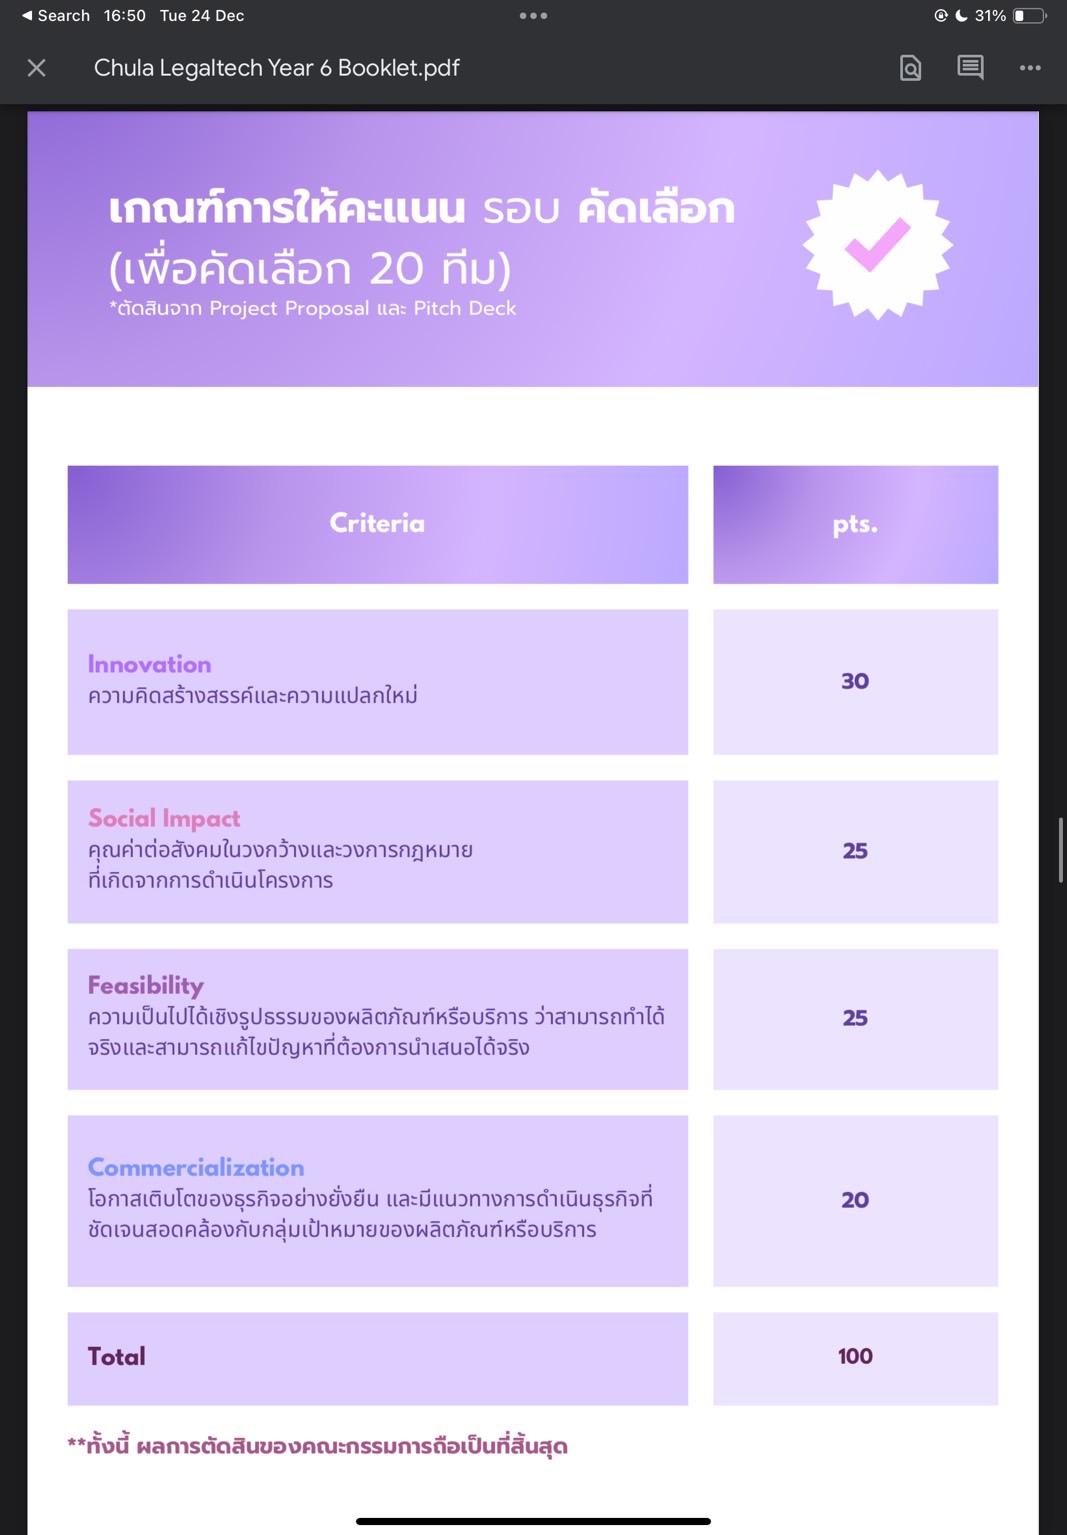 Search 16:50 Tue 24 Dec
31%
Chula Legaltech Year 6 Booklet.pdf
เกณฑ์การให้คะแนน รอบ คัดเลือก
(เพื่อคัดเลือก 20 ทีม)
*ตัดสินจาก Project Proposal และ Pitch Deck
Criteria
pts.
Innovation
ความคิดสร้างสรรค์และความแปลกใหม่
30
Social Impact
คุณค่าต่อสังคมในวงกว้างและวงการกฎหมาย
ที่เกิดจากการดำเนินโครงการ
25
Feasibility
ความเป็นไปได้เชิงรูปธรรมของผลิตภัณฑ์หรือบริการ ว่าสามารถทำได้
จริงและสามารถแก้ไขปัญหาที่ต้องการนำเสนอได้จริง
25
Commercialization
โอกาสเติบโตของธุรกิจอย่างยั่งยืน และมีแนวทางการดำเนินธุรกิจที่
ชัดเจนสอดคล้องกับกลุ่มเป้าหมายของผลิตภัณฑ์หรือบริการ
20
Total
100
**ทั้งนี้ ผลการตัดสินของคณะกรรมการถือเป็นที่สิ้นสุด